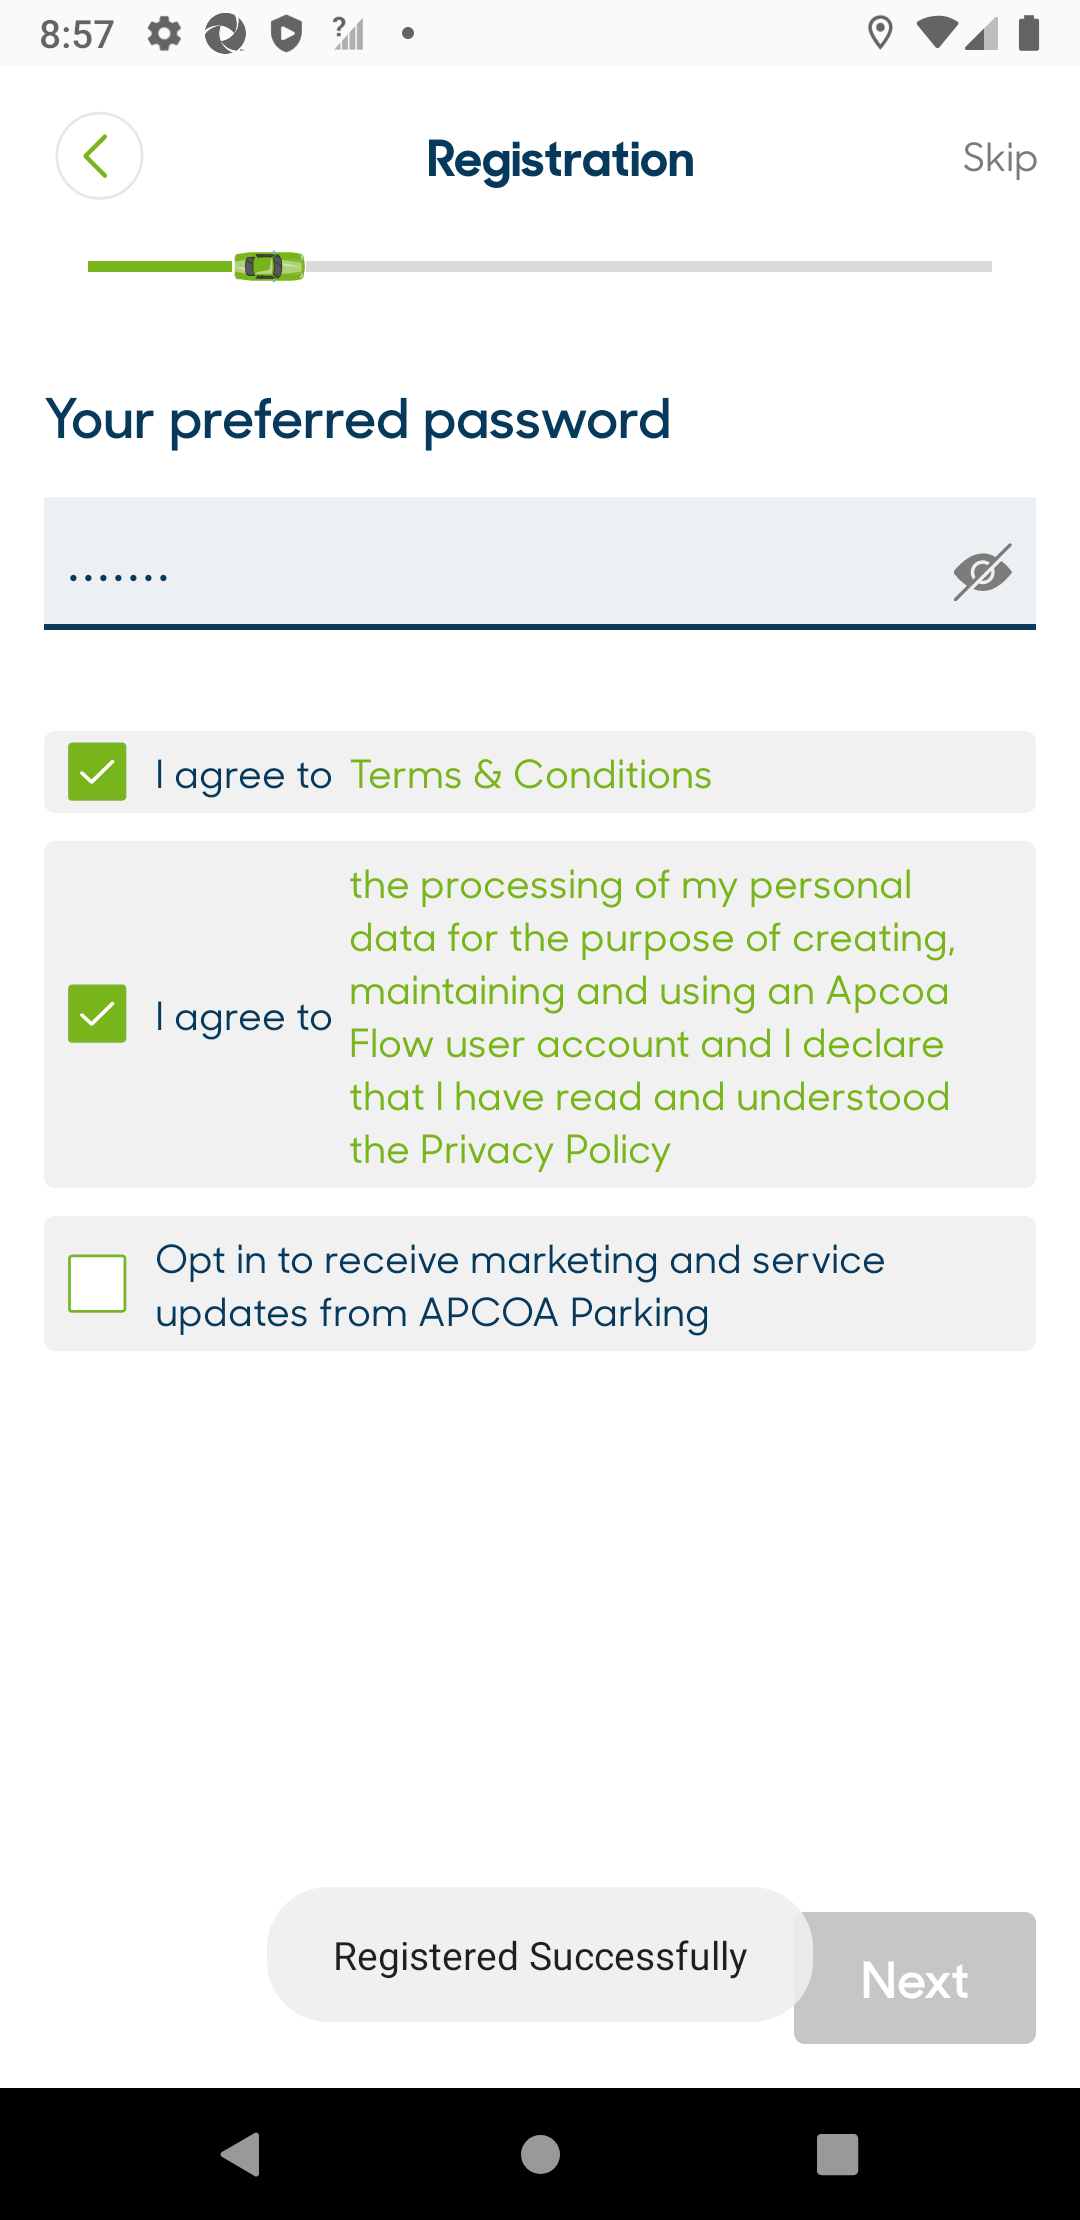 8:57
Registration
Skip
Your preferred password
.......
I agree to Terms & Conditions
I agree to
the processing of my personal
data for the purpose of creating,
maintaining and using an Apcoa
Flow user account and I declare
that I have read and understood
the Privacy Policy
Opt in to receive marketing and service
updates from APCOA Parking
Registered Successfully
Next